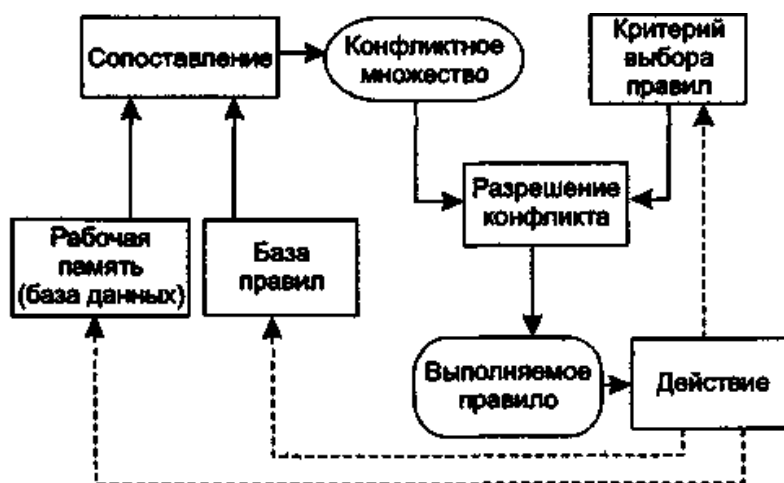 Сопоставление
Конфликтное
множество
Критерий
выбора
правил
Разрешение
конфликта
Рабочая
память
(база данных)
База
правил
Выполняемое
правило
Действие